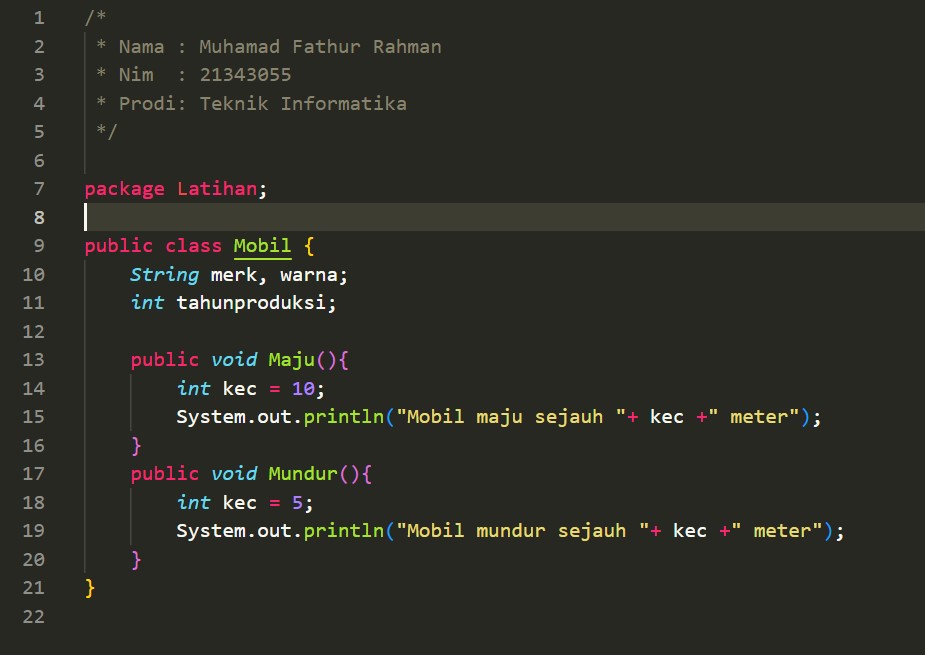 1 /*
2  * Nama : Muhamad Fathur Rahman
3  * Nim  : 21343055
4  * Prodi: Teknik Informatika
5  */
6
7 package Latihan;
8
9 public class Mobil {
10     String merk, warna;
11     int tahunproduksi;
12
13     public void Maju(){
14         int kec = 10;
15         System.out.println("Mobil maju sejauh "+ kec +" meter");
16     }
17     public void Mundur(){
18         int kec = 5;
19         System.out.println("Mobil mundur sejauh "+ kec +" meter");
20     }
21 }
22